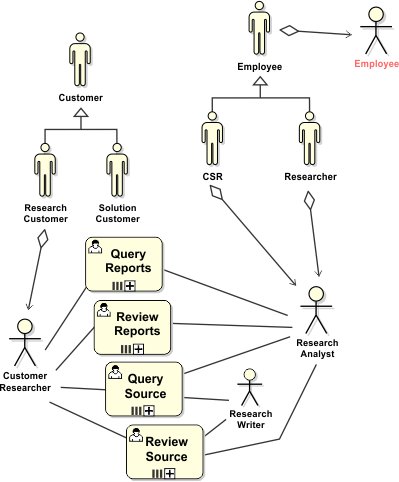 Employee
Employee
Customer
CSR
Researcher
Research
Customer
Solution
Customer
Query
Reports
Review
Reports
Research
Analyst
Customer
Researcher
Query
Source
Research
Writer
Review
Source